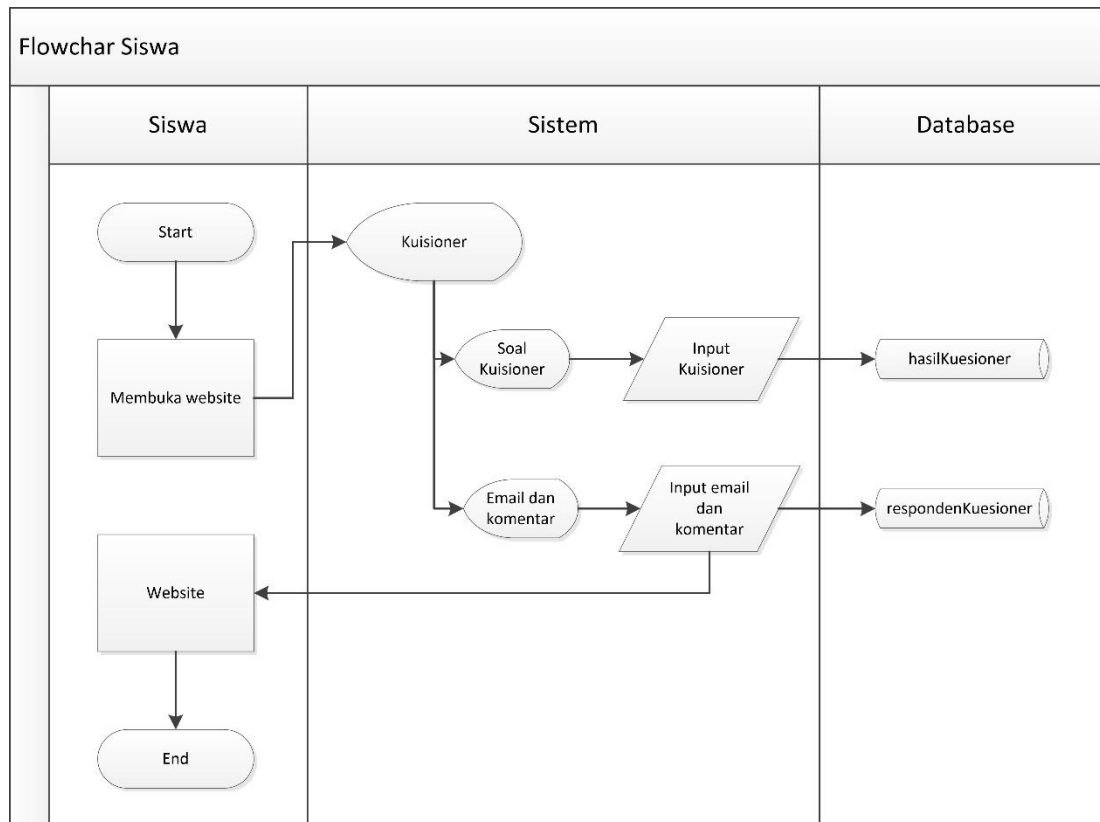 Flowchar Siswa
Siswa
Sistem
Database
Start
Kuisioner
Membuka website
Soal
Kuisioner
Input
Kuisioner
hasilKuesioner
Email dan
komentar
Input email
dan
komentar
respondenKuesioner
Website
End